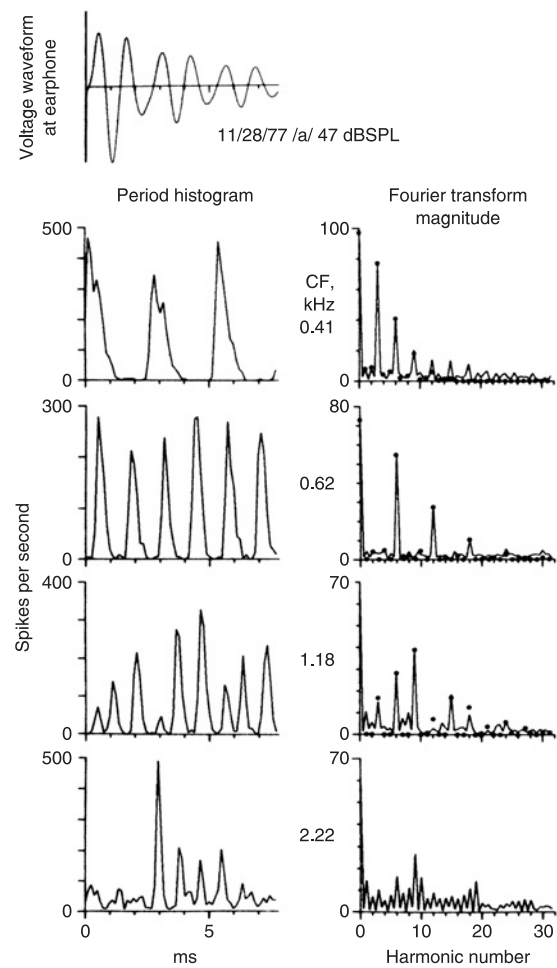 Voltage waveform
at earphone
11/28/77 /a/ 47 dBSPL
Period histogram
Fourier transform
magnitude
500
0
100
0
CF,
kHz
0.41
300
0
80
0
0.62
Spikes per second
400
200
0
70
0
1.18
500
0
70
0
2.22
0
5
ms
0
10
20
30
Harmonic number